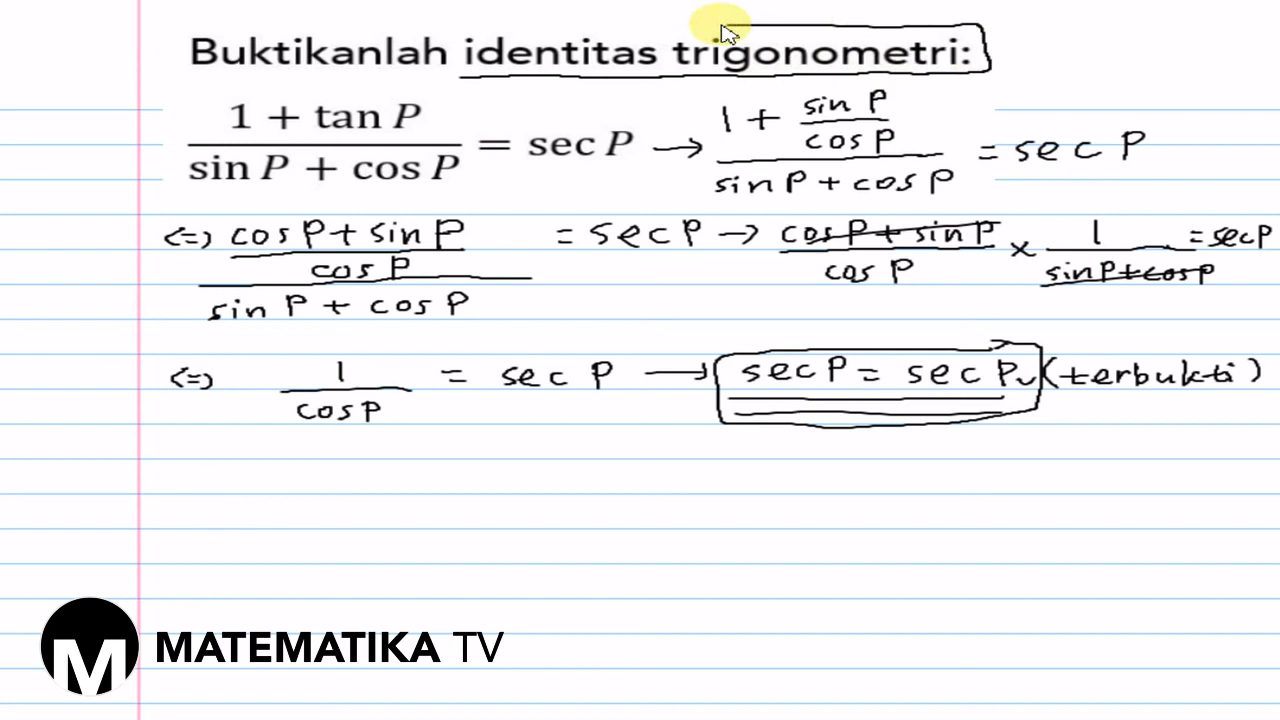 Buktikanlah identitas trigonometri:
1 + tan P / sin P + cos P = sec P → 1 + sin P / cos P / sin P + cos P = sec P
(=) cos P + sin P / cos P / sin P + cos P = sec P → cos P + sin P / cos P × 1 / sin P + cos P = sec P
(=) 1 / cos P = sec P → sec P = sec P (terbukti)
M MATEMATIKA TV